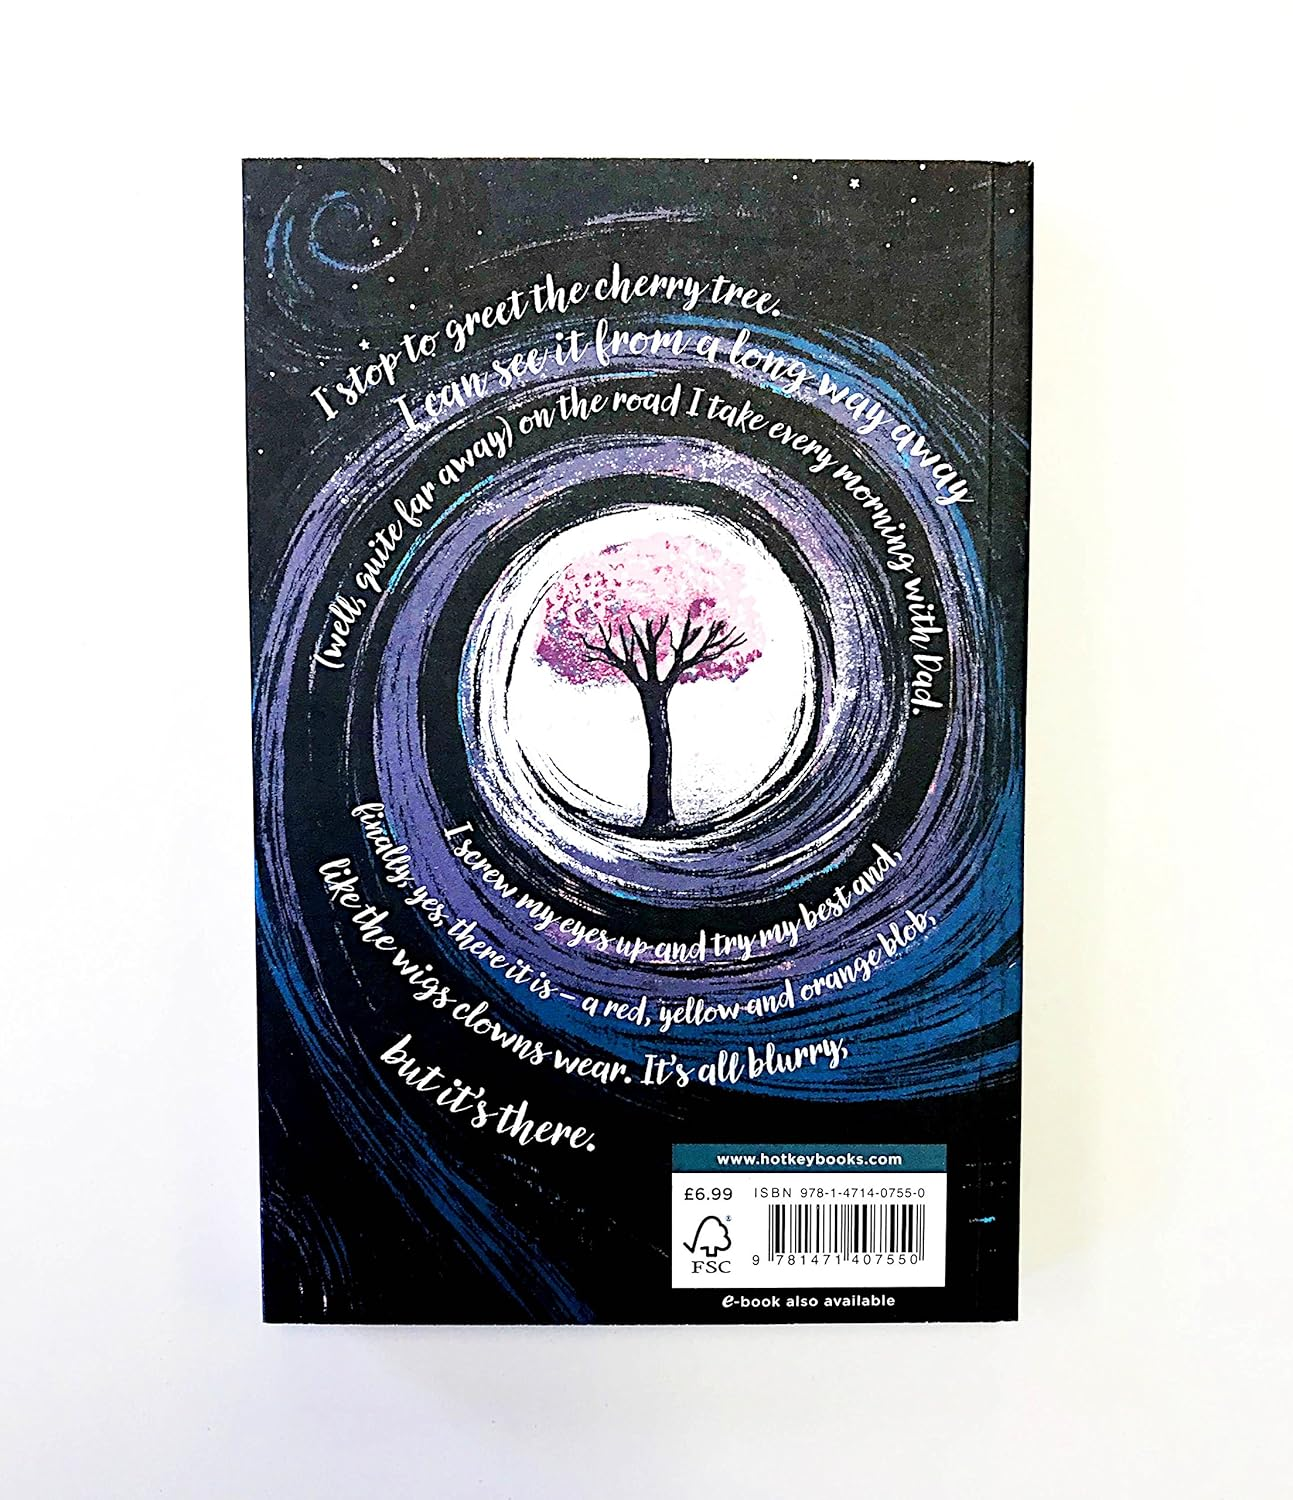 I stop to greet the cherry tree.
I can see it from a long way away
(well, quite far away) on the road I take every morning with Dad.
I screw my eyes up and try my best and,
finally, yes, there it is – a red, yellow and orange blob,
like the wigs clowns wear. It's all blurry,
but it's there.
www.hotkeybooks.com
£6.99 ISBN 978-1-4714-0755-0
FSC
®
9 781471 407550
e-book also available